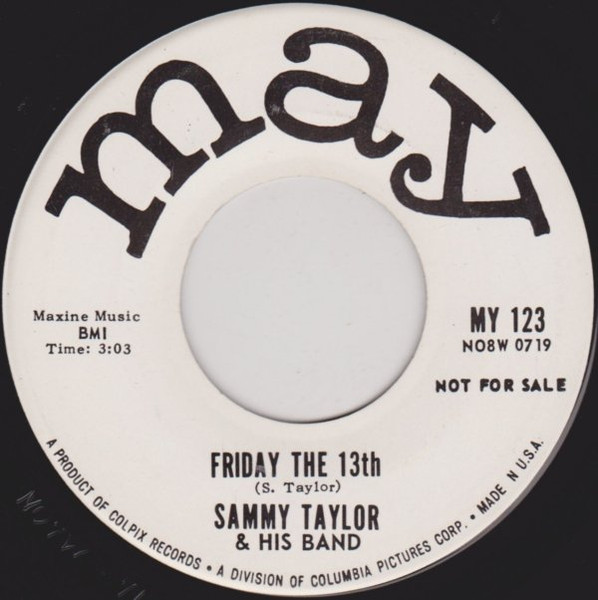 may
Maxine Music
BMI
Time: 3:03
MY 123
NO8W 0719
NOT FOR SALE
FRIDAY THE 13th
(S. Taylor)
SAMMY TAYLOR
& HIS BAND
A PRODUCT OF COLPIX RECORDS • A DIVISION OF COLUMBIA PICTURES CORP. • MADE IN U.S.A.